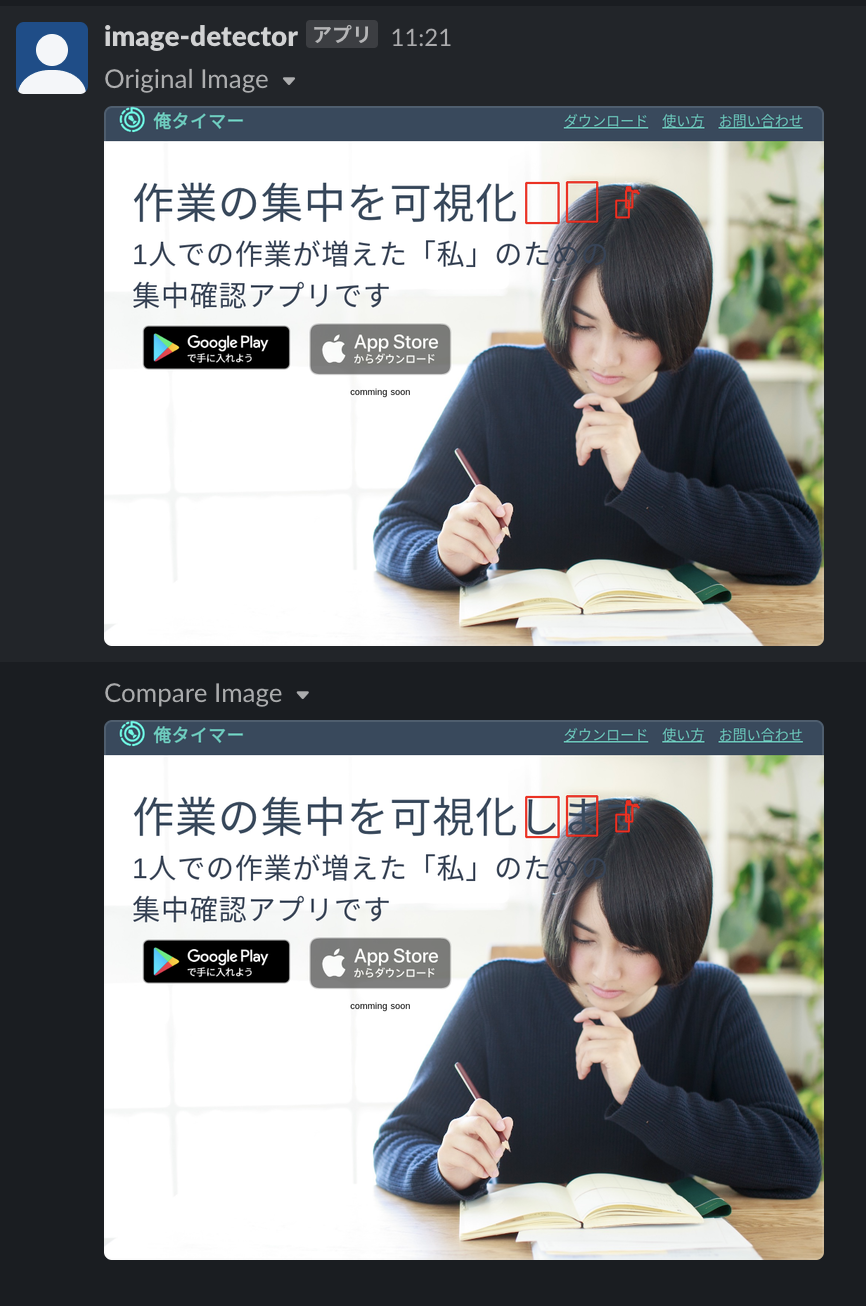 image-detector アプリ 11:21
Original Image
俺タイマー ダウンロード 使い方 お問い合わせ
作業の集中を可視化
1人での作業が増えた「私」のための
集中確認アプリです
Google Play
で手に入れよう
App Store
からダウンロード
comming soon
Compare Image
俺タイマー ダウンロード 使い方 お問い合わせ
作業の集中を可視化しま
1人での作業が増えた「私」のための
集中確認アプリです
Google Play
で手に入れよう
App Store
からダウンロード
comming soon